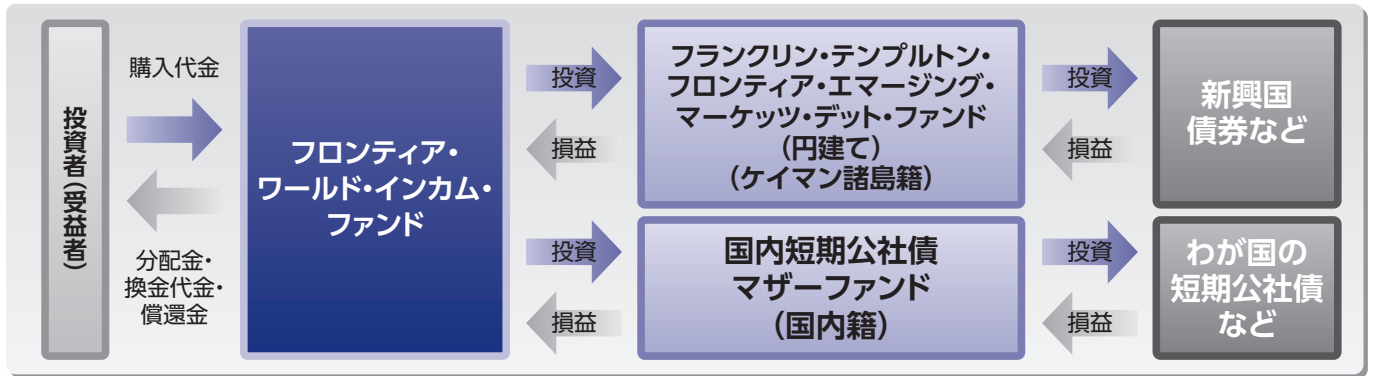 投資者(受益者)
購入代金
分配金・
換金代金・
償還金
フロンティア・
ワールド・インカム・
ファンド
投資
損益
フランクリン・テンプルトン・
フロンティア・エマージング・
マーケッツ・デット・ファンド
(円建て)
(ケイマン諸島籍)
投資
損益
新興国
債券など
投資
損益
国内短期公社債
マザーファンド
(国内籍)
投資
損益
わが国の
短期公社債
など